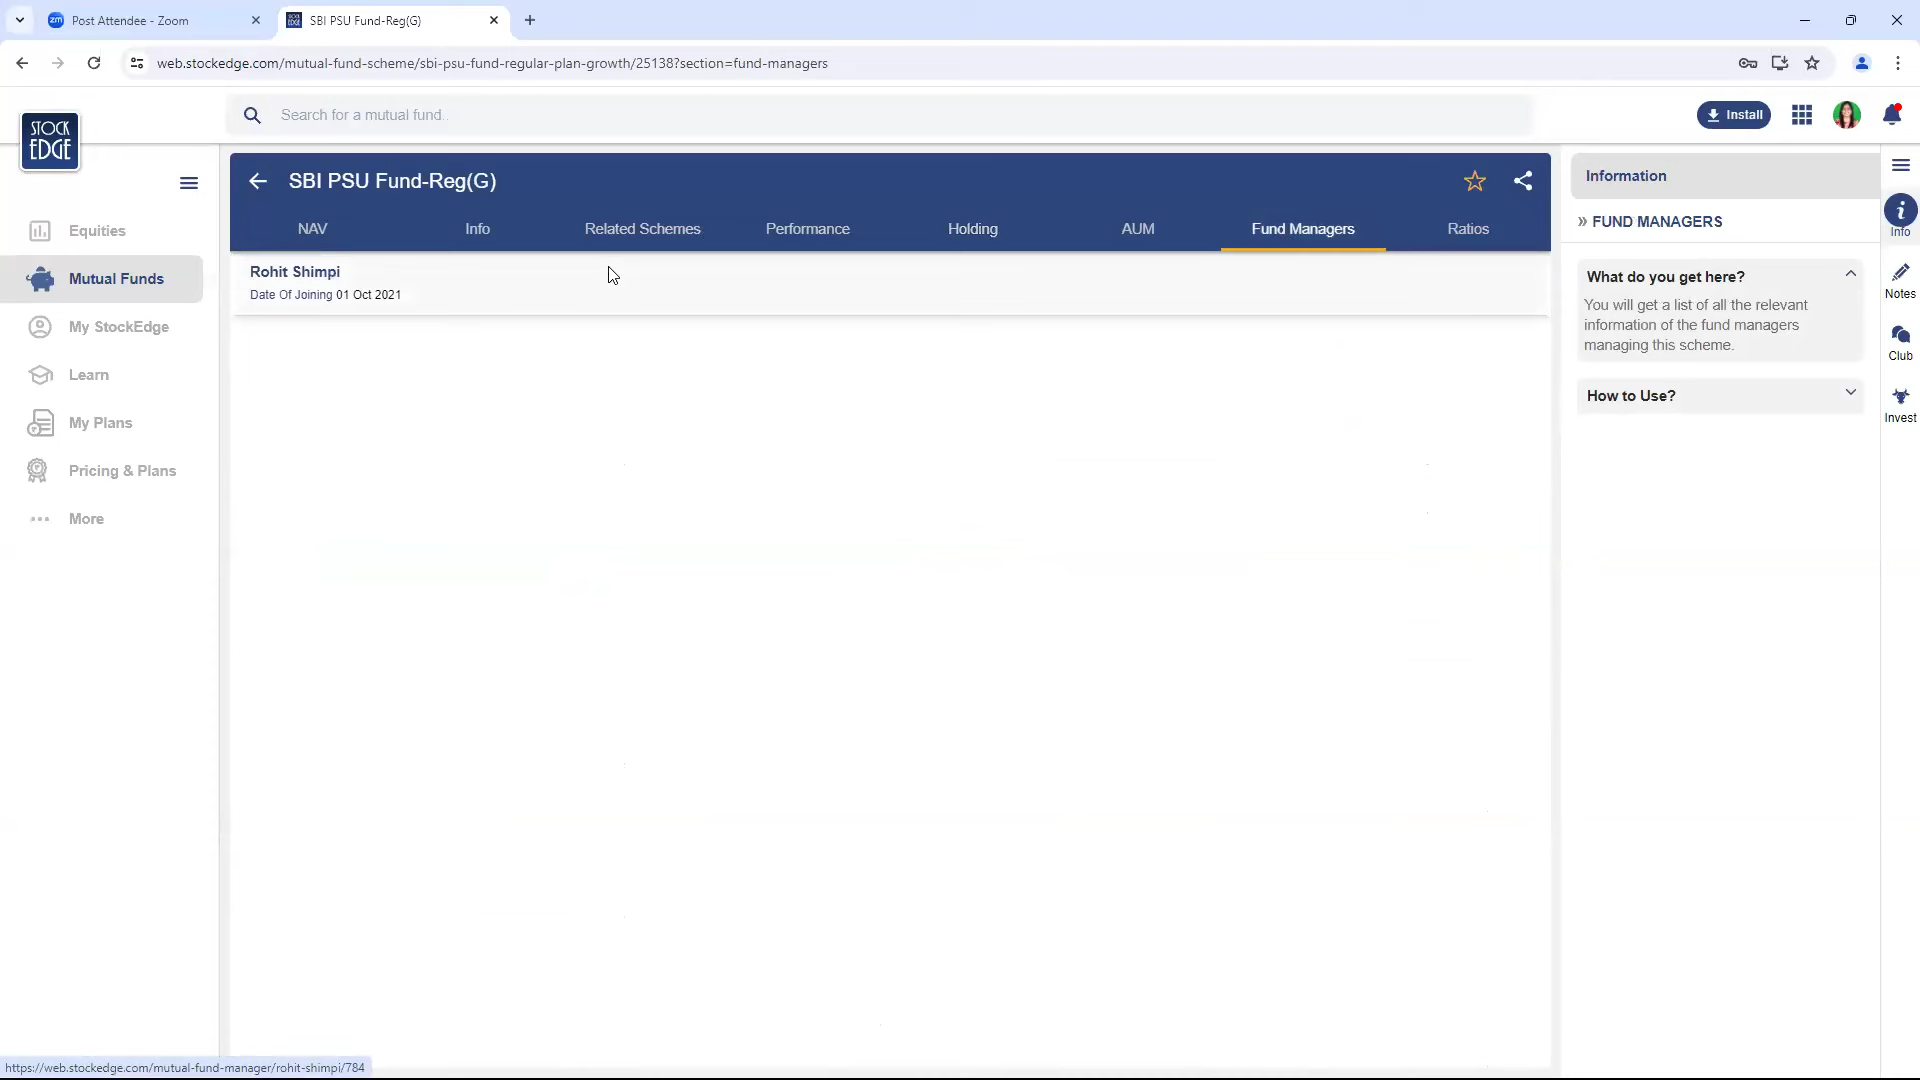 Post Attendee - Zoom
SBI PSU Fund-Reg(G)
web.stockedge.com/mutual-fund-scheme/sbi-psu-fund-regular-plan-growth/25138?section=fund-managers
STOCK
EDGE
Search for a mutual fund..
Install
SBI PSU Fund-Reg(G)
NAV
Info
Related Schemes
Performance
Holding
AUM
Fund Managers
Ratios
Rohit Shimpi
Date Of Joining 01 Oct 2021
Equities
Mutual Funds
My StockEdge
Learn
My Plans
Pricing & Plans
More
Information
» FUND MANAGERS
What do you get here?
You will get a list of all the relevant
information of the fund managers
managing this scheme.
How to Use?
Info
Notes
Club
Invest
https://web.stockedge.com/mutual-fund-manager/rohit-shimpi/784